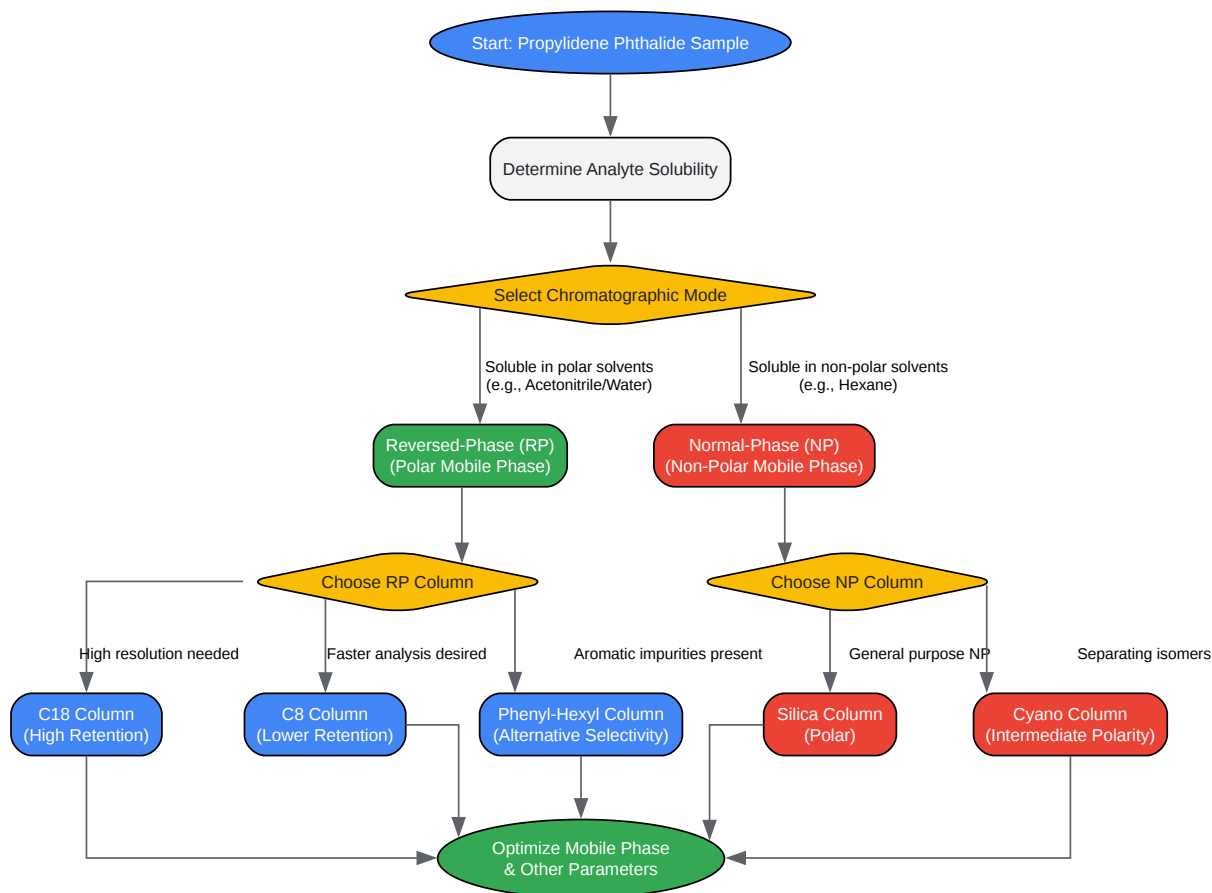 Start: Propylidene Phthalide Sample
Determine Analyte Solubility
Select Chromatographic Mode
Soluble in polar solvents
(e.g., Acetonitrile/Water)
Soluble in non-polar solvents
(e.g., Hexane)
Reversed-Phase (RP)
(Polar Mobile Phase)
Normal-Phase (NP)
(Non-Polar Mobile Phase)
Choose RP Column
Choose NP Column
High resolution needed
Faster analysis desired
Aromatic impurities present
General purpose NP
Separating isomers
C18 Column
(High Retention)
C8 Column
(Lower Retention)
Phenyl-Hexyl Column
(Alternative Selectivity)
Silica Column
(Polar)
Cyano Column
(Intermediate Polarity)
Optimize Mobile Phase
& Other Parameters